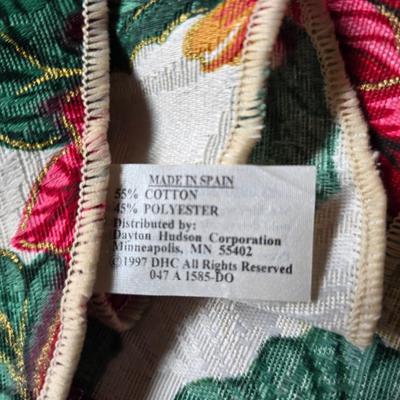 MADE IN SPAIN
55% COTTON
45% POLYESTER
Distributed by:
Dayton Hudson Corporation
Minneapolis, MN 55402
©1997 DHC All Rights Reserved
047 A 1585-DO